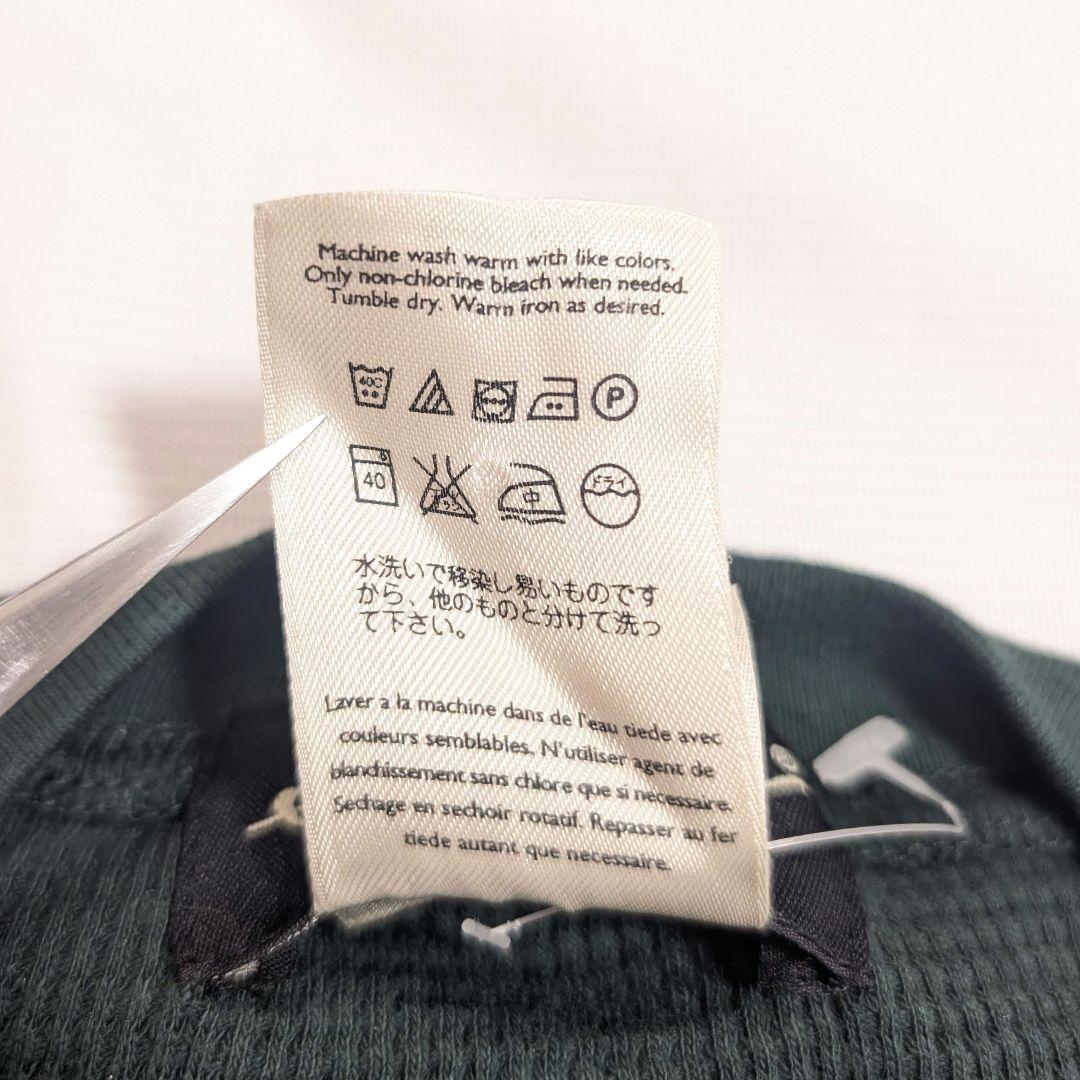 Machine wash warm with like colors.
Only non-chlorine bleach when needed.
Tumble dry. Warm iron as desired.
40C P
40 中 ドライ
水洗いで移染し易いものです
から、他のものと分けて洗っ
て下さい。
Laver a la machine dans de l'eau tiede avec
couleurs semblables. N'utiliser agent de
blanchissement sans chlore que si necessaire.
Sechage en sechoir rotatif. Repasser au fer
tiede autant que necessaire.